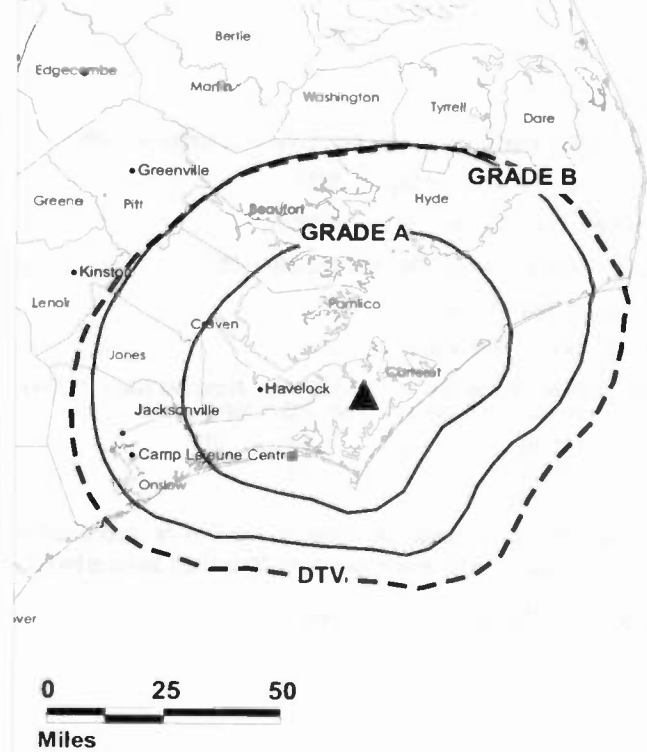 Bertie
Edgecombe
Martin
Washington
Tyrrell
Dare
Greenville
GRADE B
Greene
Pitt
Beaufort
Hyde
GRADE A
Kinston
Lenoir
Pamlico
Craven
Jones
Carteret
Havelock
Jacksonville
Camp Lejeune Central
Onslow
DTV
over
0 25 50
Miles